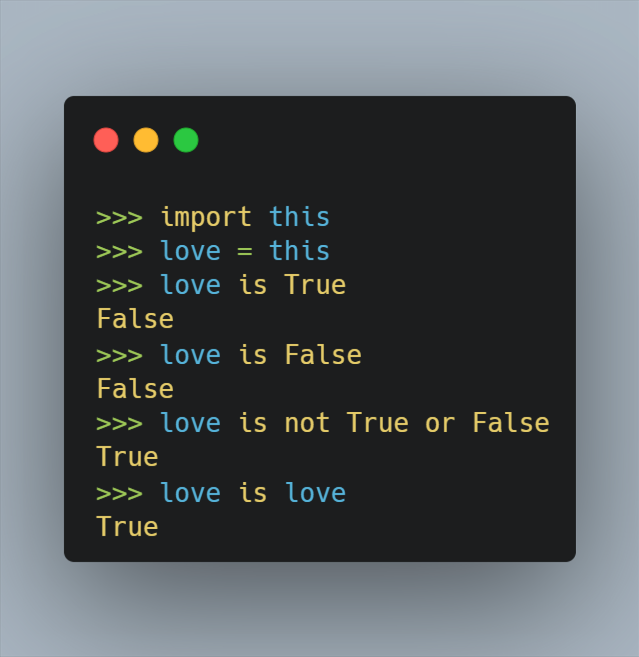 >>> import this
>>> love = this
>>> love is True
False
>>> love is False
False
>>> love is not True or False
True
>>> love is love
True